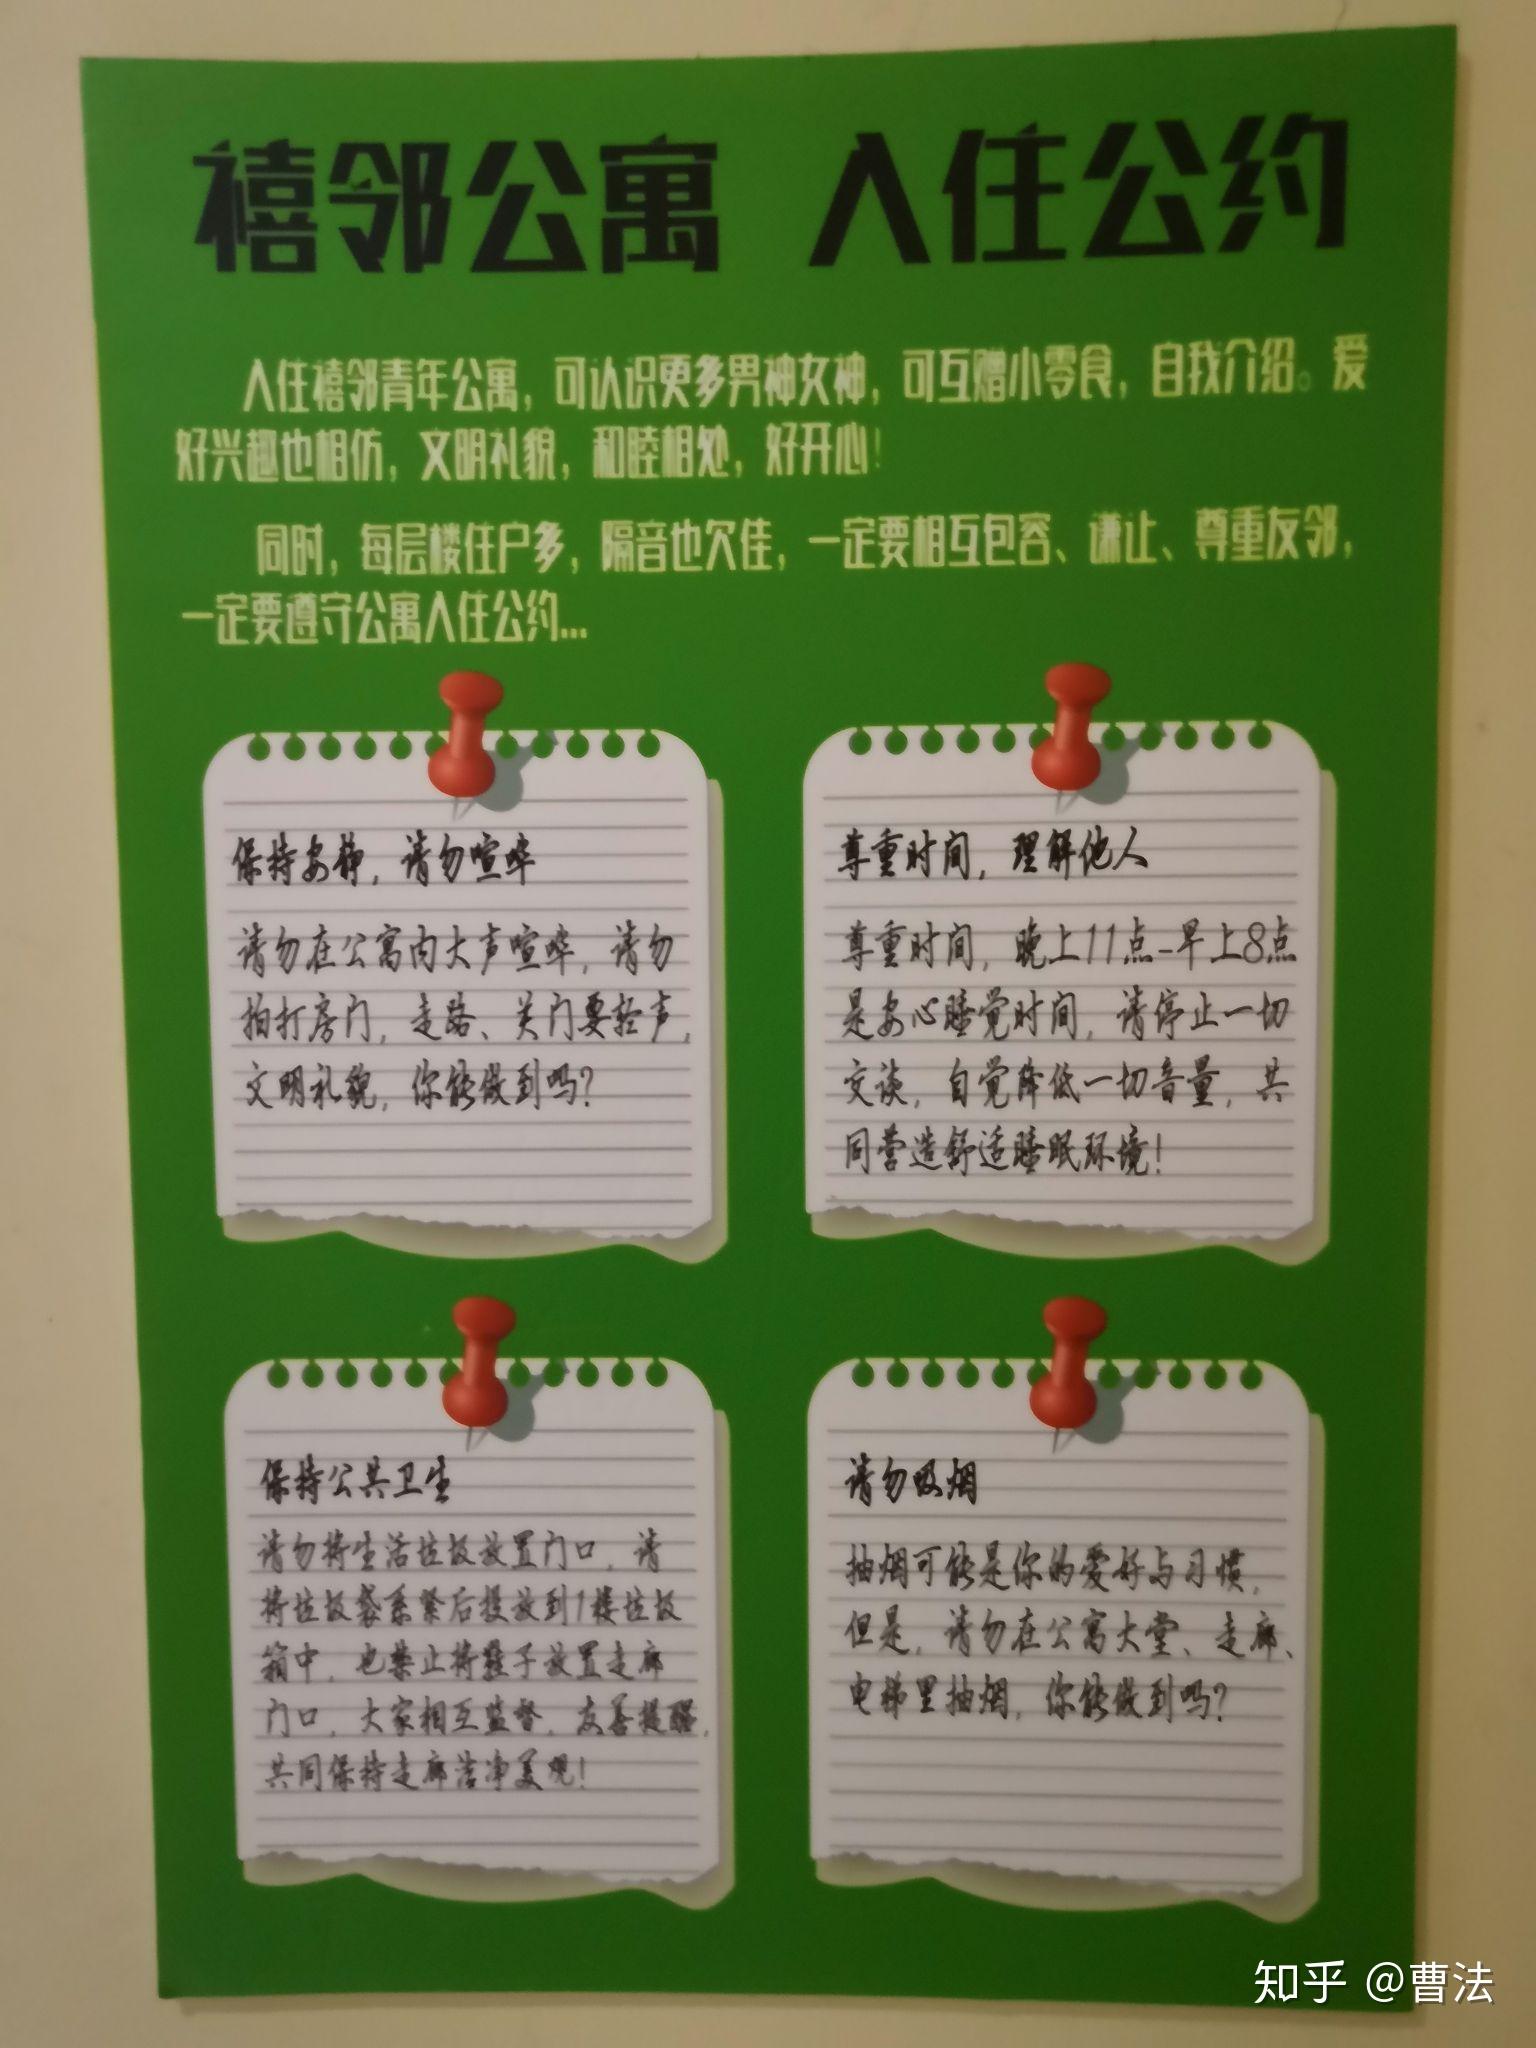 禧邻公寓 入住公约
入住禧邻青年公寓，可认识更多男神女神，可互赠小零食，自我介绍。爱
好兴趣也相仿，文明礼貌，和睦相处，好开心！
同时，每层楼住户多，隔音也欠佳，一定要相互包容、谦让、尊重友邻，
一定要遵守公寓入住公约...
保持安静，请勿喧哗
请勿在公寓内大声喧哗，请勿
拍打房门，走路、关门要轻声，
文明礼貌，你能做到吗？
尊重时间，理解他人
尊重时间，晚上11点-早上8点
是安心睡觉时间，请停止一切
交谈，自觉降低一切音量，共
同营造舒适睡眠环境！
保持公共卫生
请勿将生活垃圾放置门口，请
将垃圾袋系紧后投放到1楼垃圾
箱中，也禁止将鞋子放置走廊
门口，大家相互监督，友善提醒，
共同保持走廊洁净美观！
请勿吸烟
抽烟可能是你的爱好与习惯，
但是，请勿在公寓大堂、走廊、
电梯里抽烟，你能做到吗？
知乎 @曹法